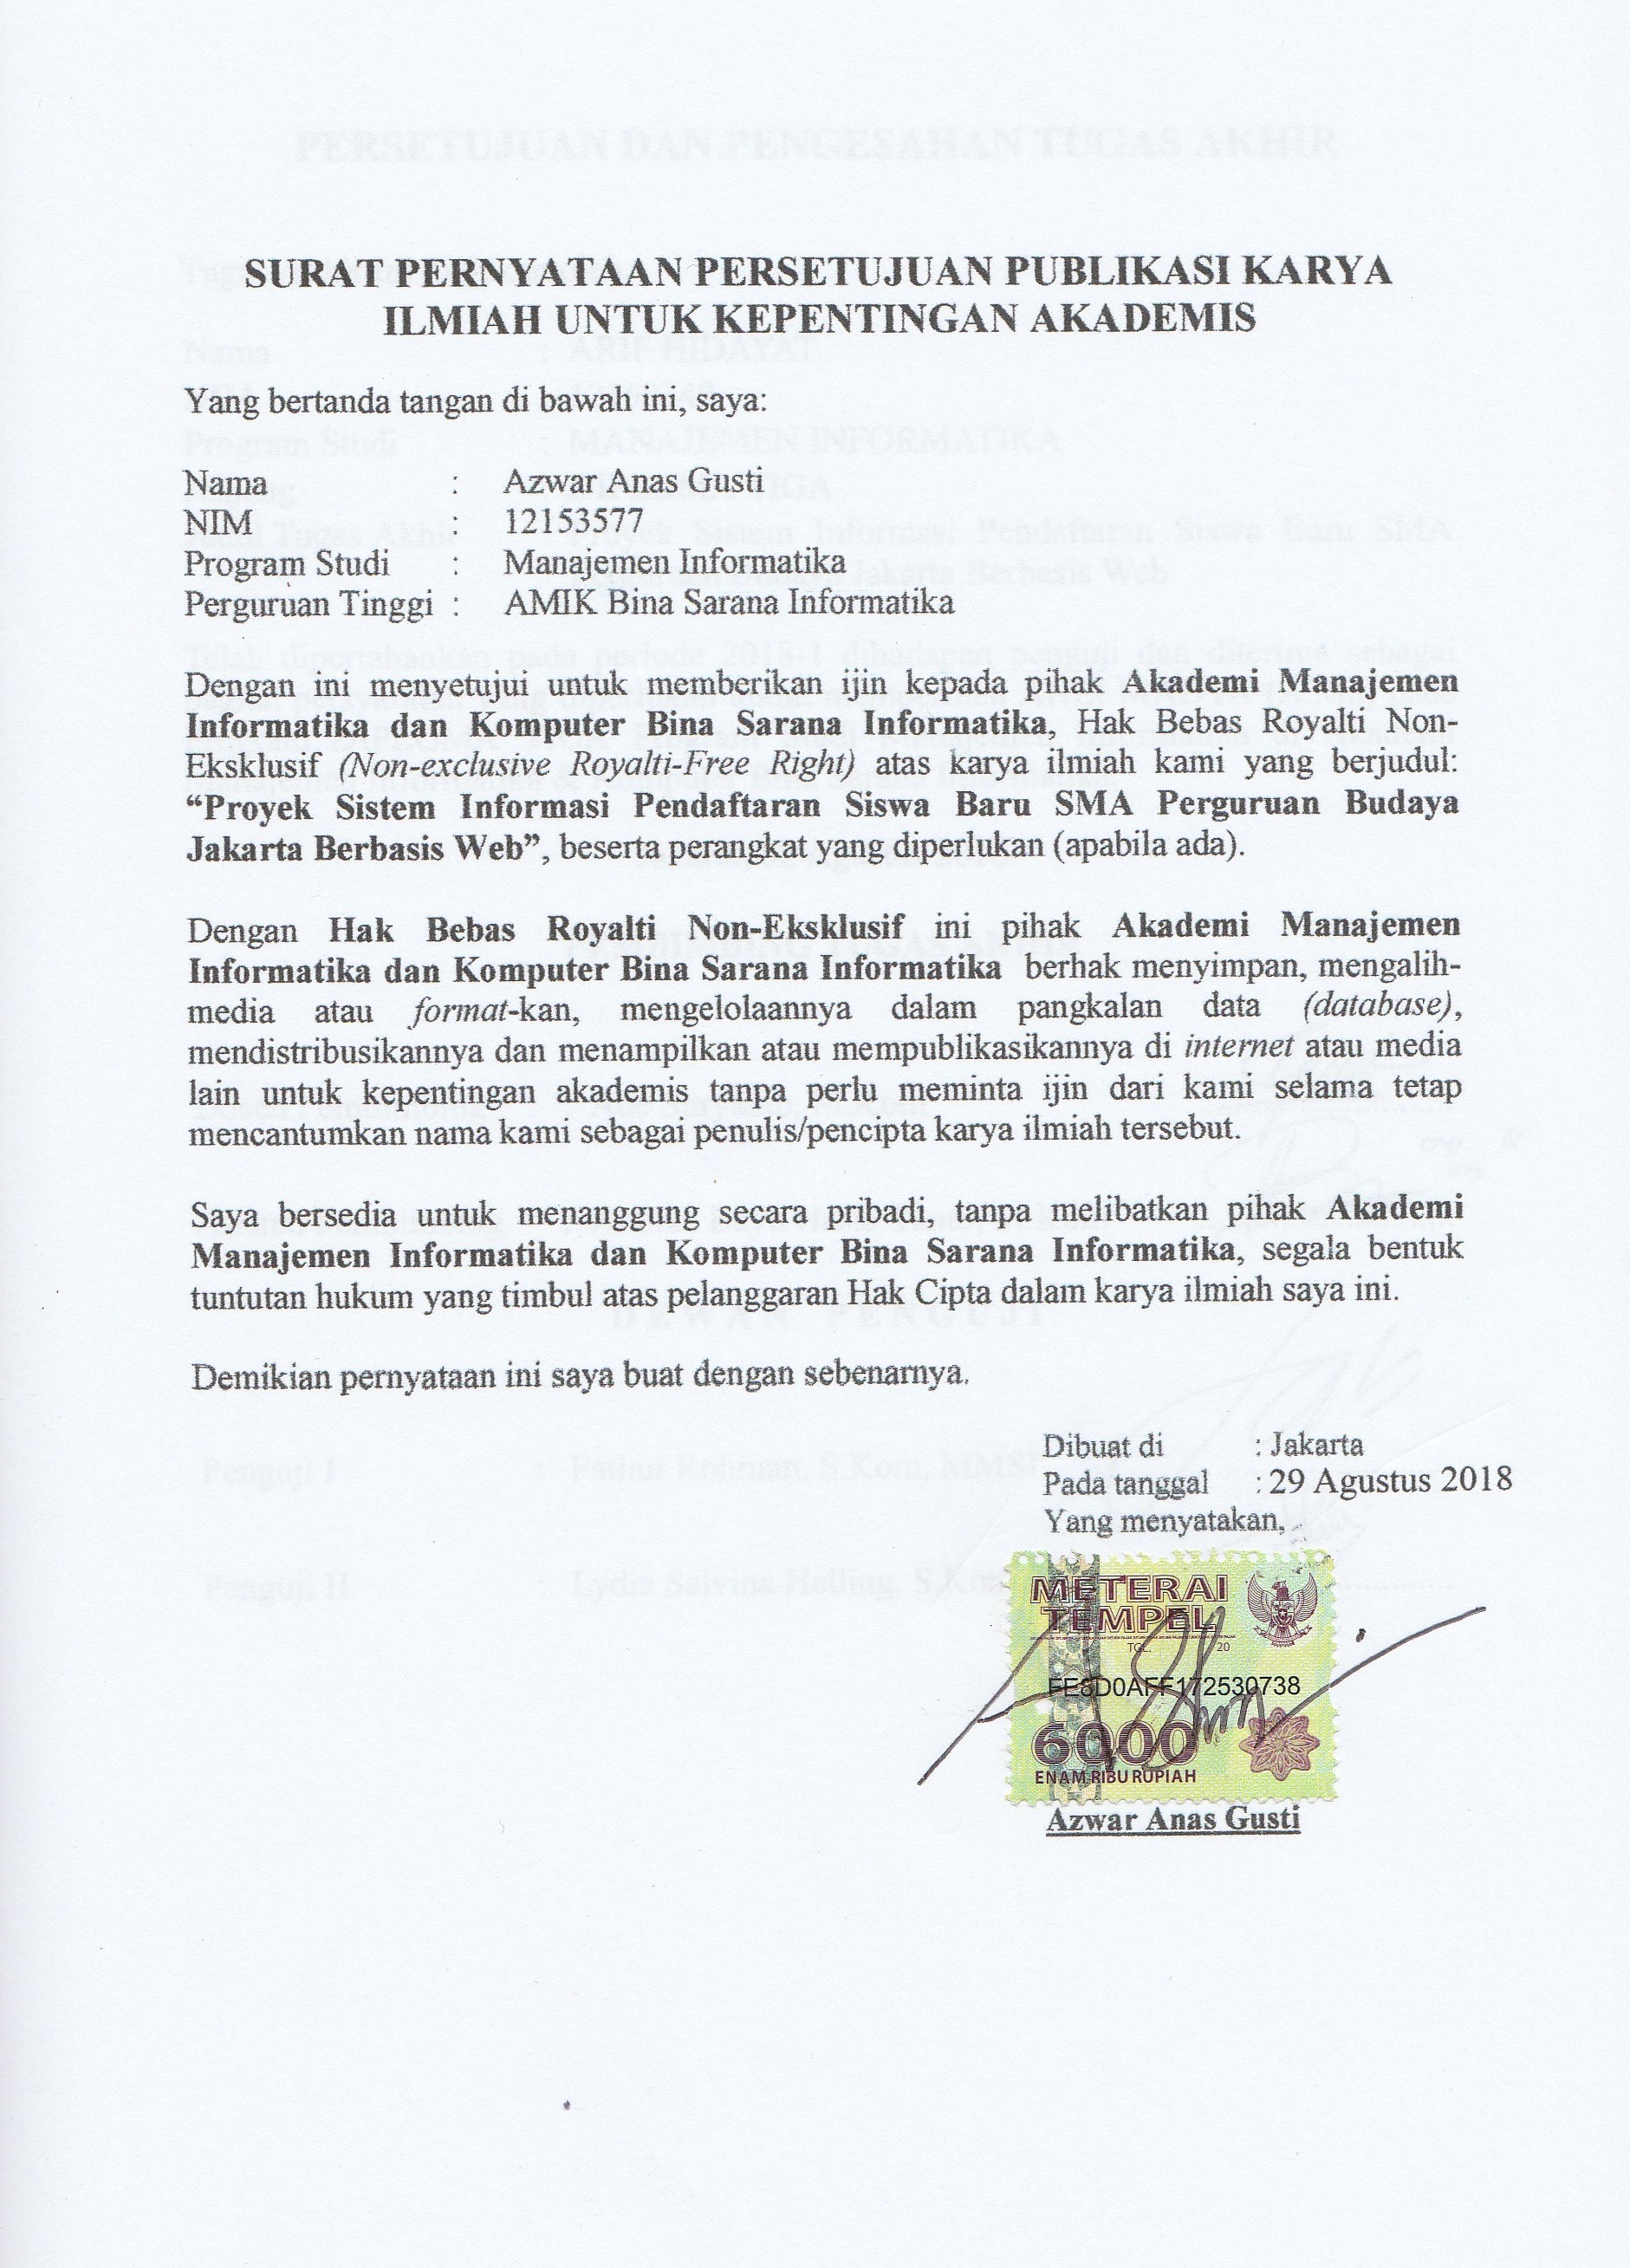 SURAT PERNYATAAN PERSETUJUAN PUBLIKASI KARYA
ILMIAH UNTUK KEPENTINGAN AKADEMIS
Yang bertanda tangan di bawah ini, saya:
Nama : Azwar Anas Gusti
NIM : 12153577
Program Studi : Manajemen Informatika
Perguruan Tinggi : AMIK Bina Sarana Informatika
Dengan ini menyetujui untuk memberikan ijin kepada pihak Akademi Manajemen
Informatika dan Komputer Bina Sarana Informatika, Hak Bebas Royalti Non-
Eksklusif (Non-exclusive Royalti-Free Right) atas karya ilmiah kami yang berjudul:
“Proyek Sistem Informasi Pendaftaran Siswa Baru SMA Perguruan Budaya
Jakarta Berbasis Web”, beserta perangkat yang diperlukan (apabila ada).
Dengan Hak Bebas Royalti Non-Eksklusif ini pihak Akademi Manajemen
Informatika dan Komputer Bina Sarana Informatika berhak menyimpan, mengalih-
media atau format-kan, mengelolaannya dalam pangkalan data (database),
mendistribusikannya dan menampilkan atau mempublikasikannya di internet atau media
lain untuk kepentingan akademis tanpa perlu meminta ijin dari kami selama tetap
mencantumkan nama kami sebagai penulis/pencipta karya ilmiah tersebut.
Saya bersedia untuk menanggung secara pribadi, tanpa melibatkan pihak Akademi
Manajemen Informatika dan Komputer Bina Sarana Informatika, segala bentuk
tuntutan hukum yang timbul atas pelanggaran Hak Cipta dalam karya ilmiah saya ini.
Demikian pernyataan ini saya buat dengan sebenarnya.
Dibuat di : Jakarta
Pada tanggal : 29 Agustus 2018
Yang menyatakan,
METERAI
TEMPEL
TGL. 20
FE8D0AFF172530738
6000
ENAM RIBU RUPIAH
Azwar Anas Gusti